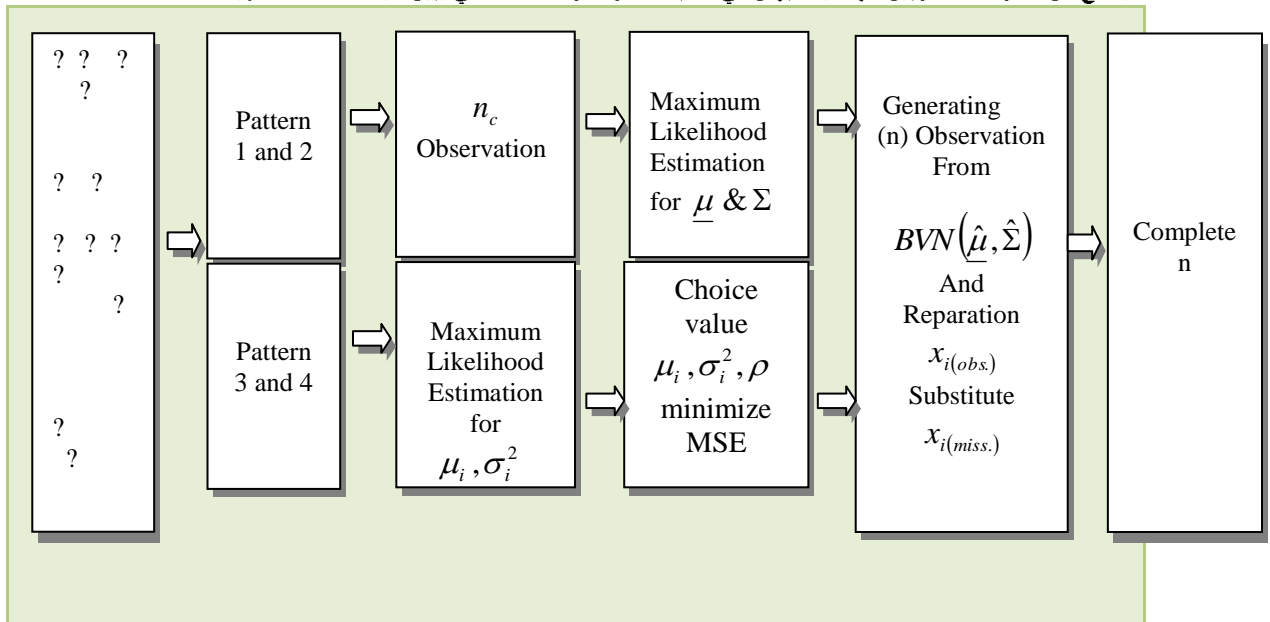 ? ? ?
?
? ?
? ? ?
?
?
?
?
Pattern
1 and 2
n_c
Observation
Maximum
Likelihood
Estimation
for μ & Σ
Pattern
3 and 4
Maximum
Likelihood
Estimation
for
μ_i , σ_i^2
Choice
value
μ_i , σ_i^2 , ρ
minimize
MSE
Generating
(n) Observation
From
BVN(μ̂, Σ̂)
And
Reparation
x_i(obs.)
Substitute
x_i(miss.)
Complete
n